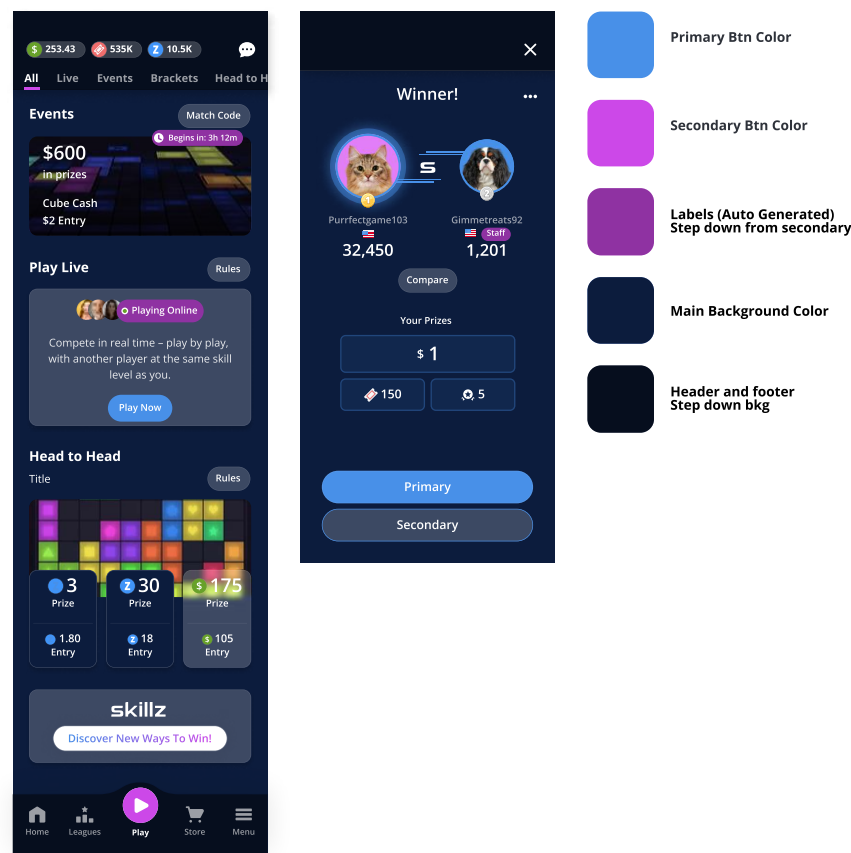 253.43
535K
10.5K
All
Live
Events
Brackets
Head to H
Events
Match Code
Begins in: 3h 12m
$600
in prizes
Cube Cash
$2 Entry
Play Live
Rules
Playing Online
Compete in real time – play by play,
with another player at the same skill
level as you.
Play Now
Head to Head
Title
Rules
3
Prize
1.80
Entry
Z 30
Prize
Z 18
Entry
$ 175
Prize
$ 105
Entry
skillz
Discover New Ways To Win!
Home
Leagues
Play
Store
Menu
Winner!
S
1
2
Purrfectgame103
Gimmetreats92
Staff
32,450
1,201
Compare
Your Prizes
$ 1
150
5
Primary
Secondary
Primary Btn Color
Secondary Btn Color
Labels (Auto Generated)
Step down from secondary
Main Background Color
Header and footer
Step down bkg